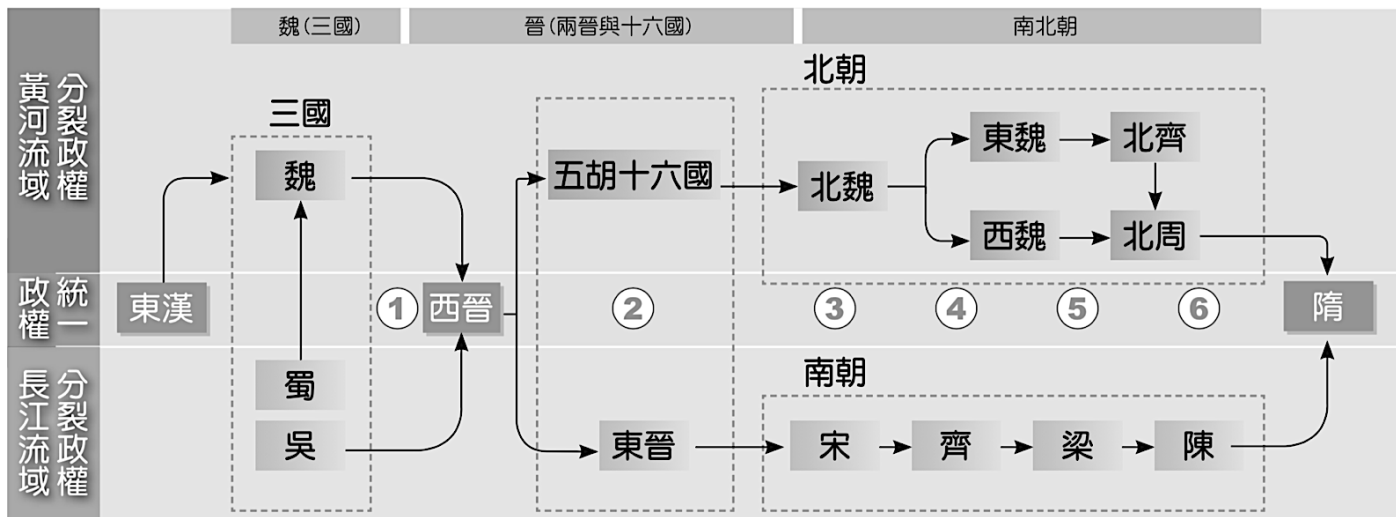 魏(三國)
晉(兩晉與十六國)
南北朝
分裂政權
黃河流域
三國
魏
五胡十六國
北朝
北魏
東魏
北齊
西魏
北周
統一
政權
東漢
①
西晉
②
③
④
⑤
⑥
隋
分裂政權
長江流域
蜀
吳
東晉
南朝
宋
齊
梁
陳